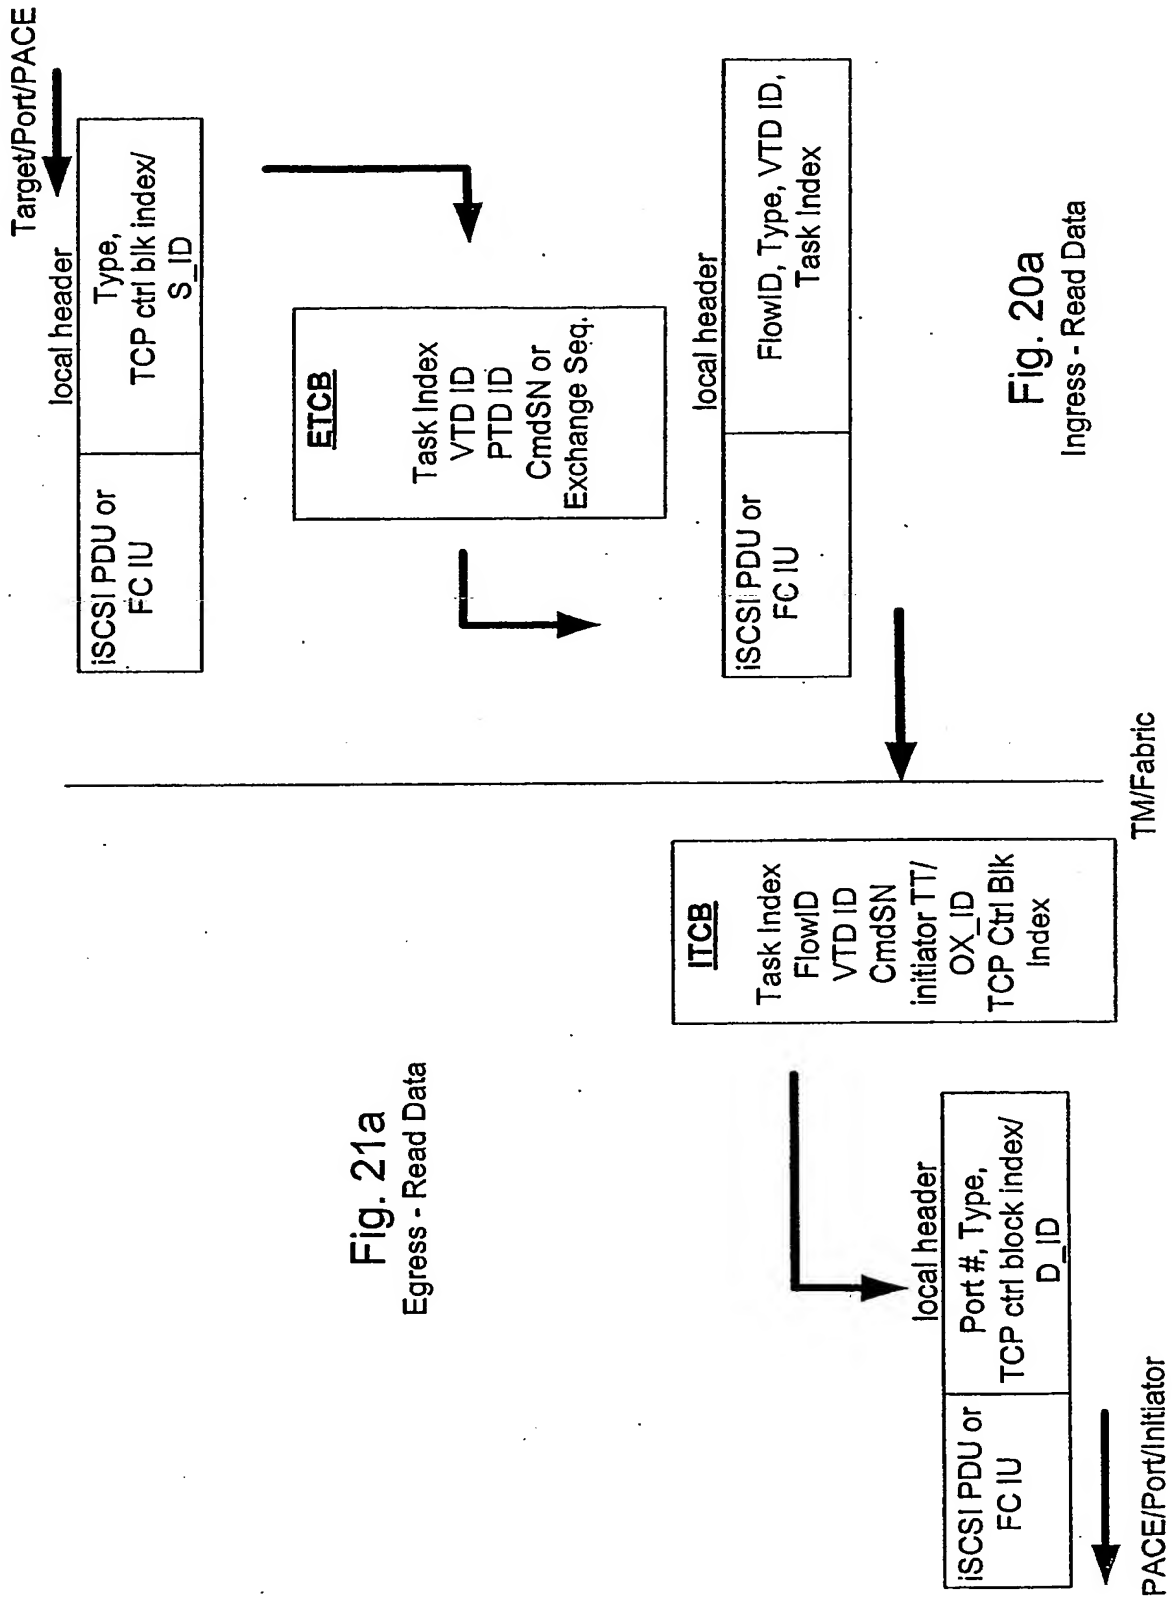 Target/Port/PACE
local header
iSCSI PDU or
FC IU
Type,
TCP ctrl blk index/
S_ID
ETCB
Task Index
VTD ID
PTD ID
CmdSN or
Exchange Seq.
local header
iSCSI PDU or
FC IU
FlowID, Type, VTD ID,
Task Index
Fig. 20a
Ingress - Read Data
TM/Fabric
Fig. 21a
Egress - Read Data
ITCB
Task Index
FlowID
VTD ID
CmdSN
initiator TT/
OX_ID
TCP Ctrl Blk
Index
local header
iSCSI PDU or
FC IU
Port #, Type,
TCP ctrl block index/
D_ID
PACE/Port/Initiator